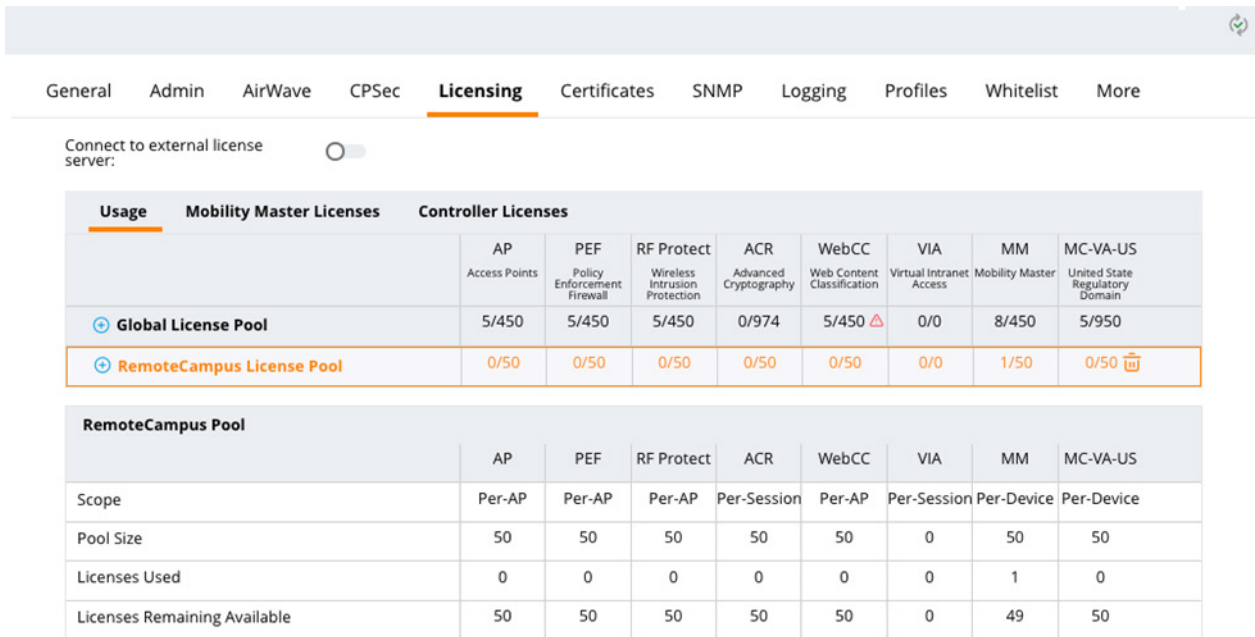 General Admin AirWave CPSec Licensing Certificates SNMP Logging Profiles Whitelist More
Connect to external license
server:
Usage Mobility Master Licenses Controller Licenses
AP PEF RF Protect ACR WebCC VIA MM MC-VA-US
Access Points Policy Enforcement Firewall Wireless Intrusion Protection Advanced Cryptography Web Content Classification Virtual Intranet Access Mobility Master United State Regulatory Domain
Global License Pool 5/450 5/450 5/450 0/974 5/450 0/0 8/450 5/950
RemoteCampus License Pool 0/50 0/50 0/50 0/50 0/50 0/0 1/50 0/50
RemoteCampus Pool
AP PEF RF Protect ACR WebCC VIA MM MC-VA-US
Scope Per-AP Per-AP Per-AP Per-Session Per-AP Per-Session Per-Device Per-Device
Pool Size 50 50 50 50 50 0 50 50
Licenses Used 0 0 0 0 0 0 1 0
Licenses Remaining Available 50 50 50 50 50 0 49 50